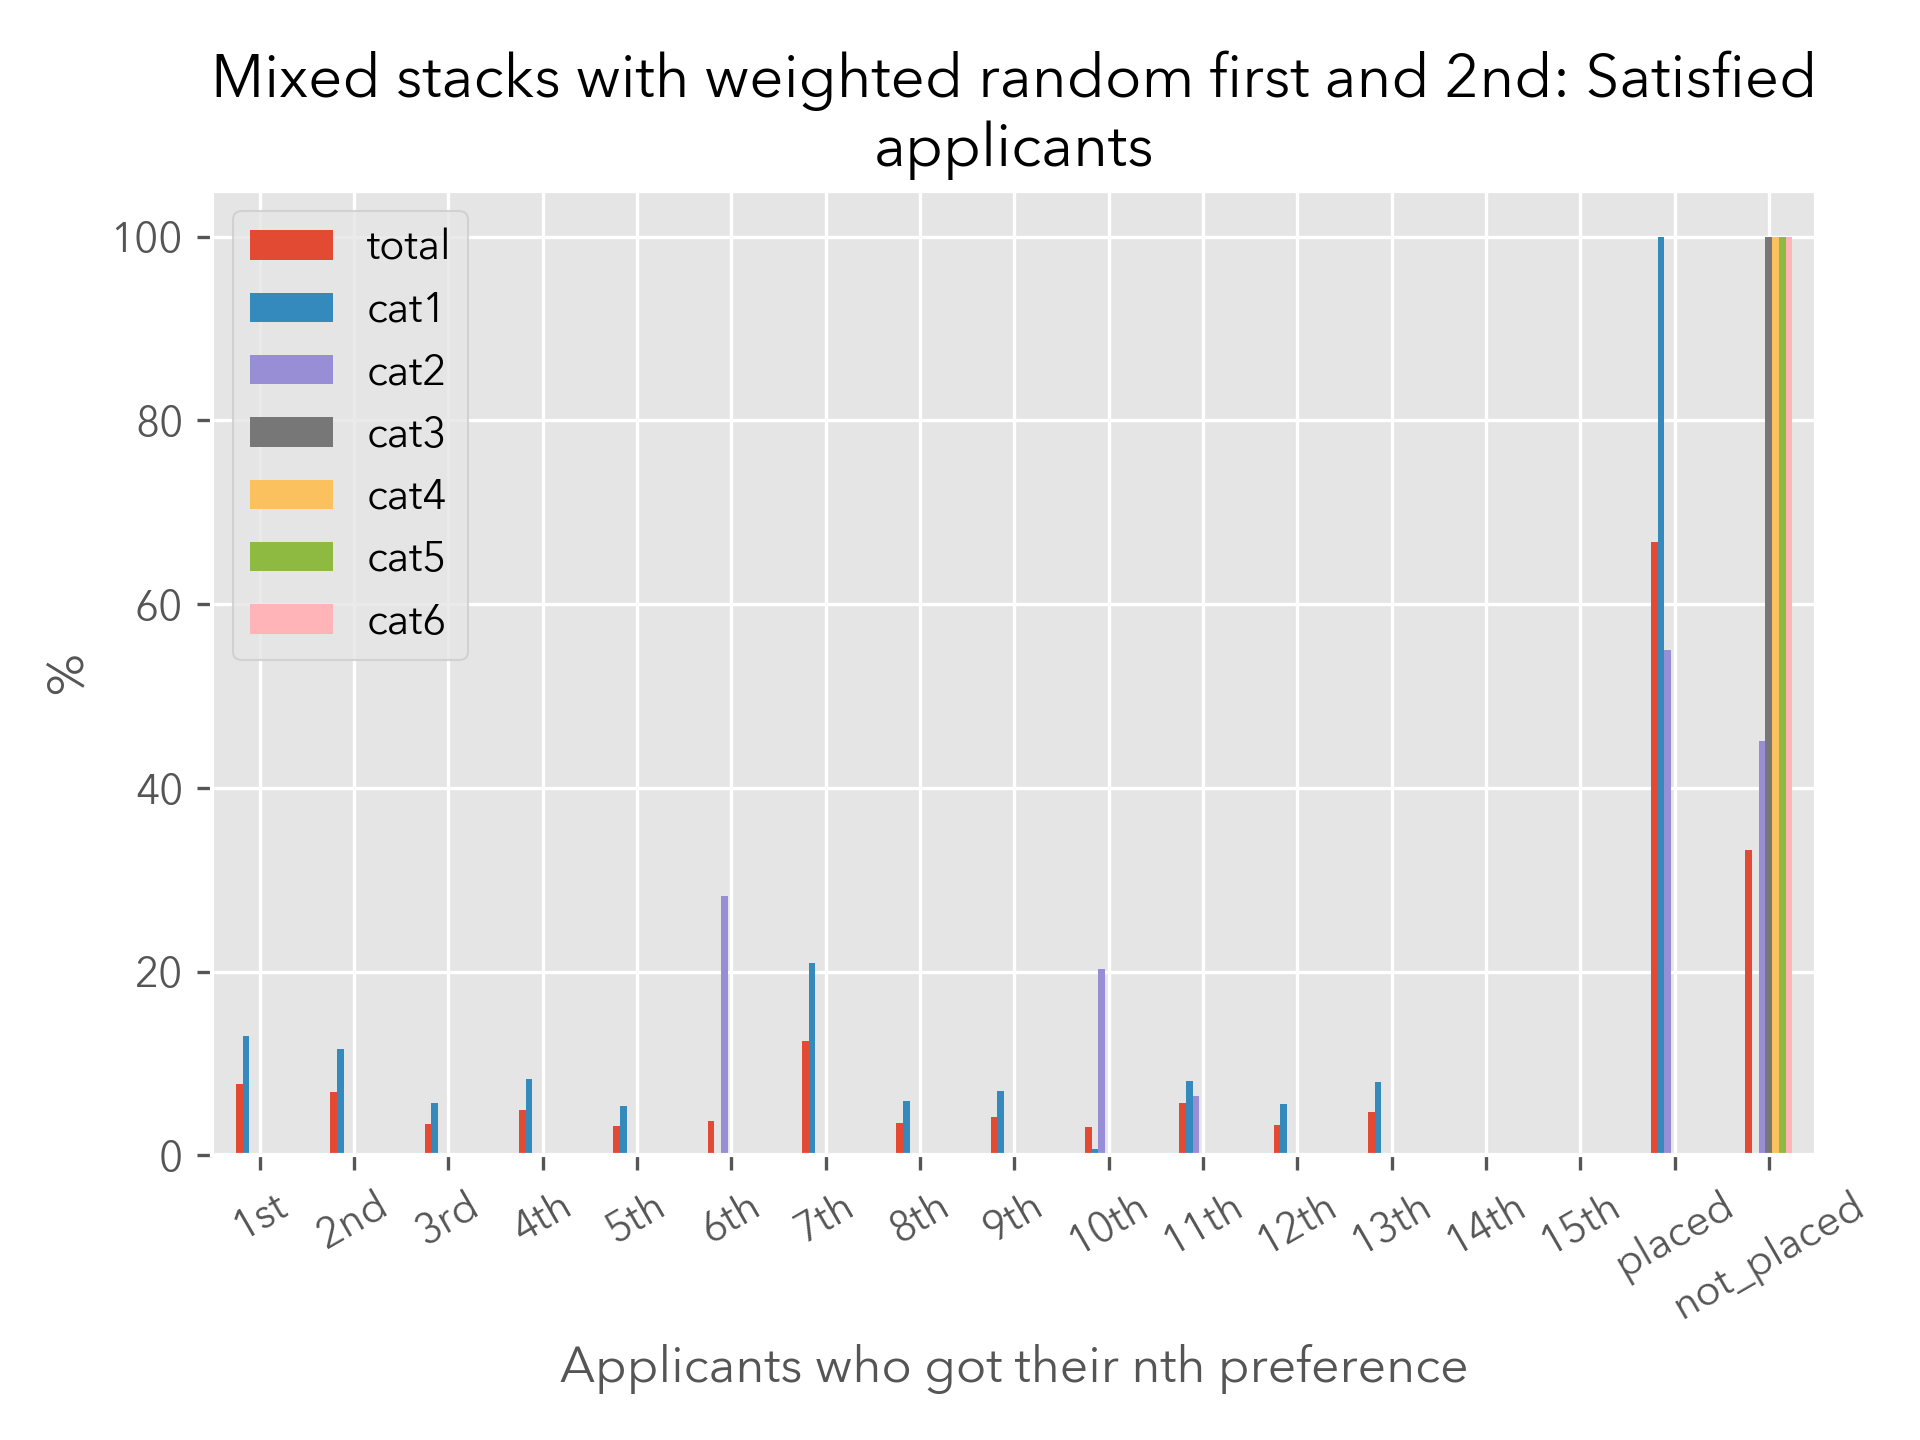 Mixed stacks with weighted random first and 2nd: Satisfied
applicants
100
80
60
40
20
0
%
total
cat1
cat2
cat3
cat4
cat5
cat6
1st
2nd
3rd
4th
5th
6th
7th
8th
9th
10th
11th
12th
13th
14th
15th
placed
not_placed
Applicants who got their nth preference